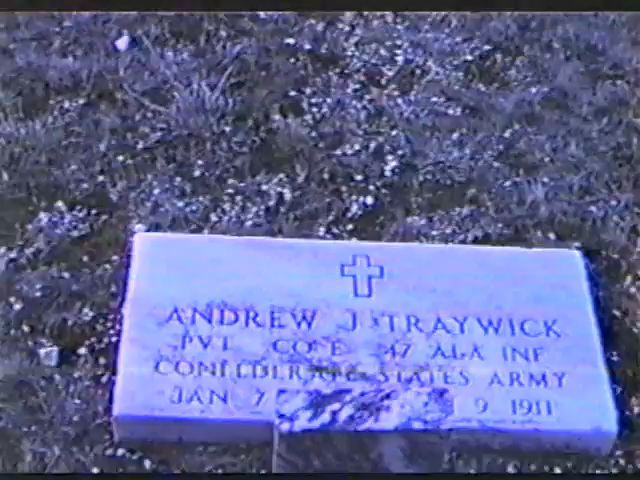 ANDREW J TRAYWICK
PVT CO E 47 ALA INF
CONFEDERATE STATES ARMY
JAN 7 9 1911